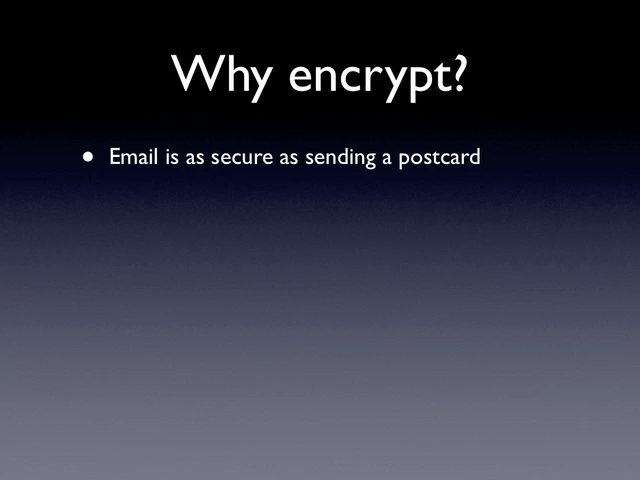 Why encrypt?
• Email is as secure as sending a postcard